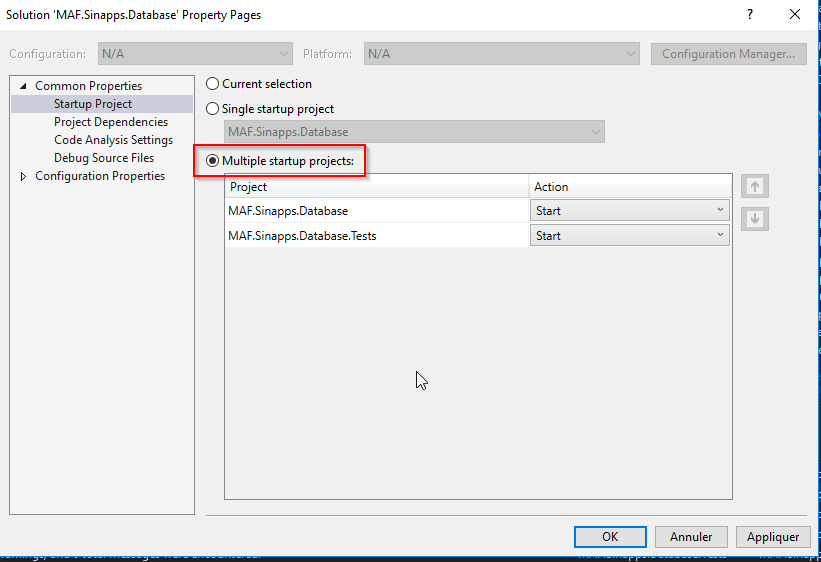 Solution 'MAF.Sinapps.Database' Property Pages
?
Configuration: N/A Platform: N/A Configuration Manager...
Common Properties
Startup Project
Project Dependencies
Code Analysis Settings
Debug Source Files
Configuration Properties
Current selection
Single startup project
MAF.Sinapps.Database
Multiple startup projects:
Project Action
MAF.Sinapps.Database Start
MAF.Sinapps.Database.Tests Start
OK Annuler Appliquer